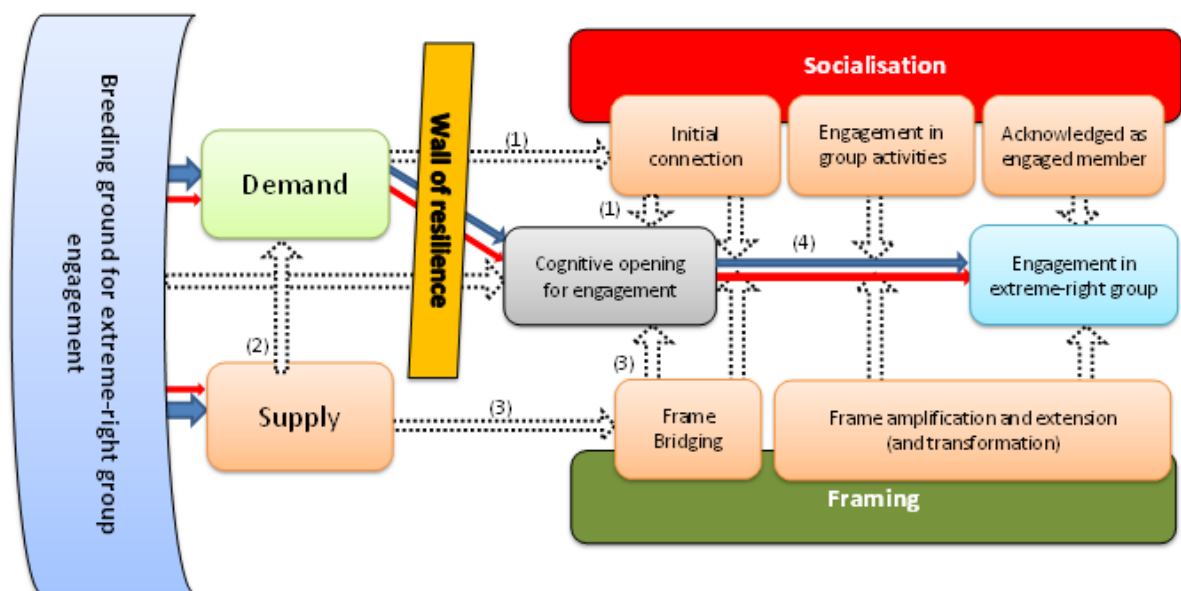 Breeding ground for extreme-right group
engagement
Demand
Supply
(2)
Wall of resilience
(1)
(3)
Socialisation
Initial
connection
Engagement in
group activities
Acknowledged as
engaged member
(1)
(4)
Cognitive opening
for engagement
Engagement in
extreme-right group
(3)
Frame
Bridging
Frame amplification and extension
(and transformation)
Framing